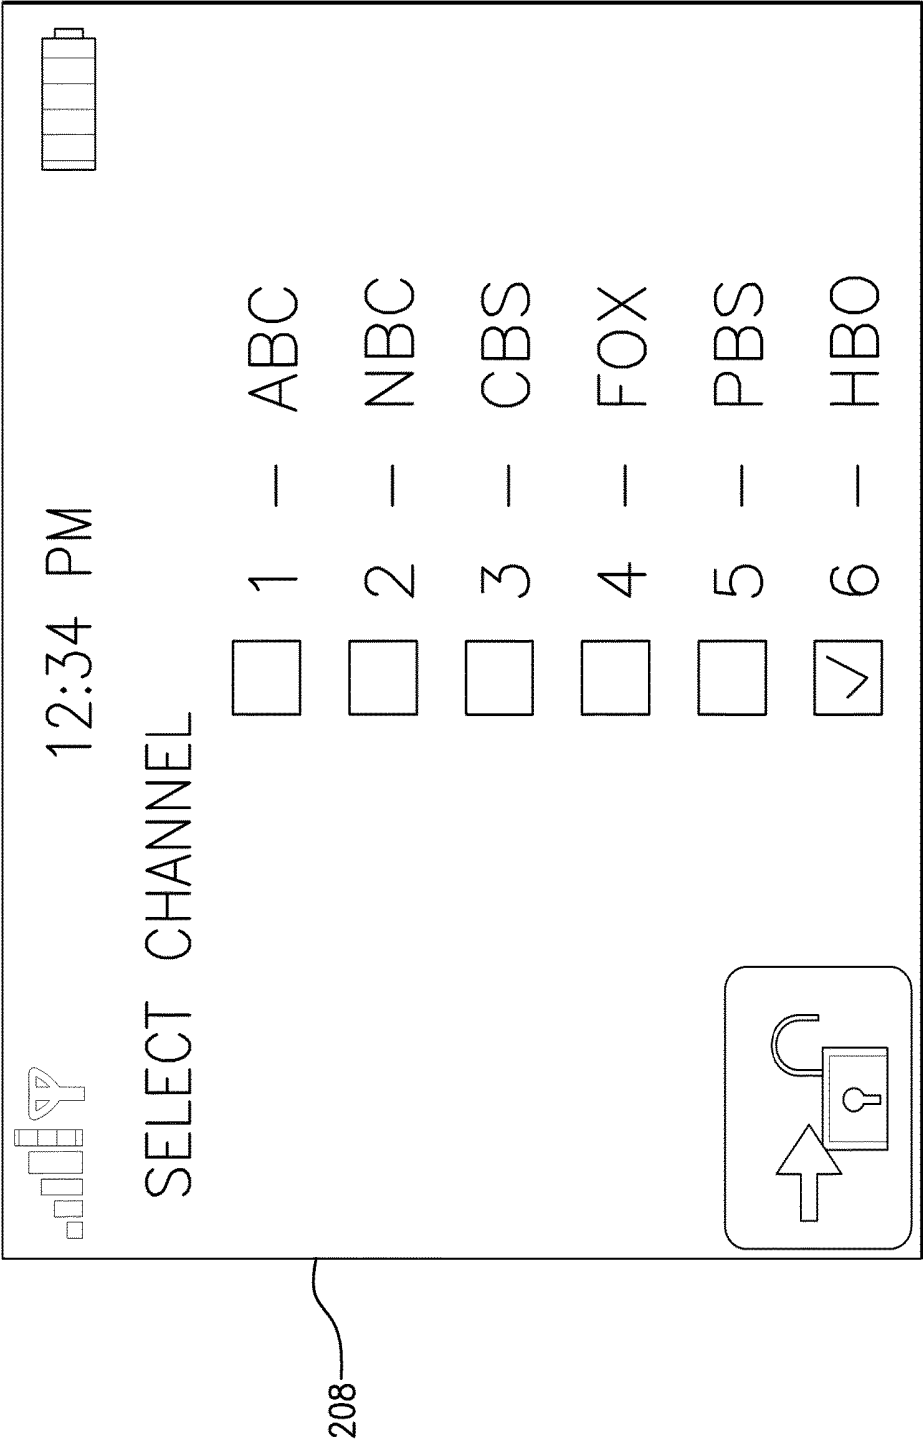 12:34 PM
SELECT CHANNEL
1 - ABC
2 - NBC
3 - CBS
4 - FOX
5 - PBS
6 - HBO
208